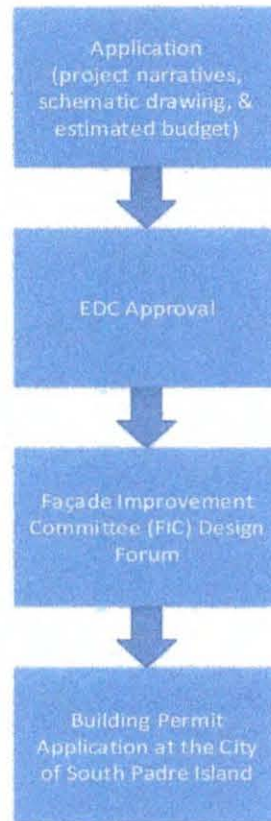 Application
(project narratives,
schematic drawing, &
estimated budget)
EDC Approval
Façade Improvement
Committee (FIC) Design
Forum
Building Permit
Application at the City
of South Padre Island